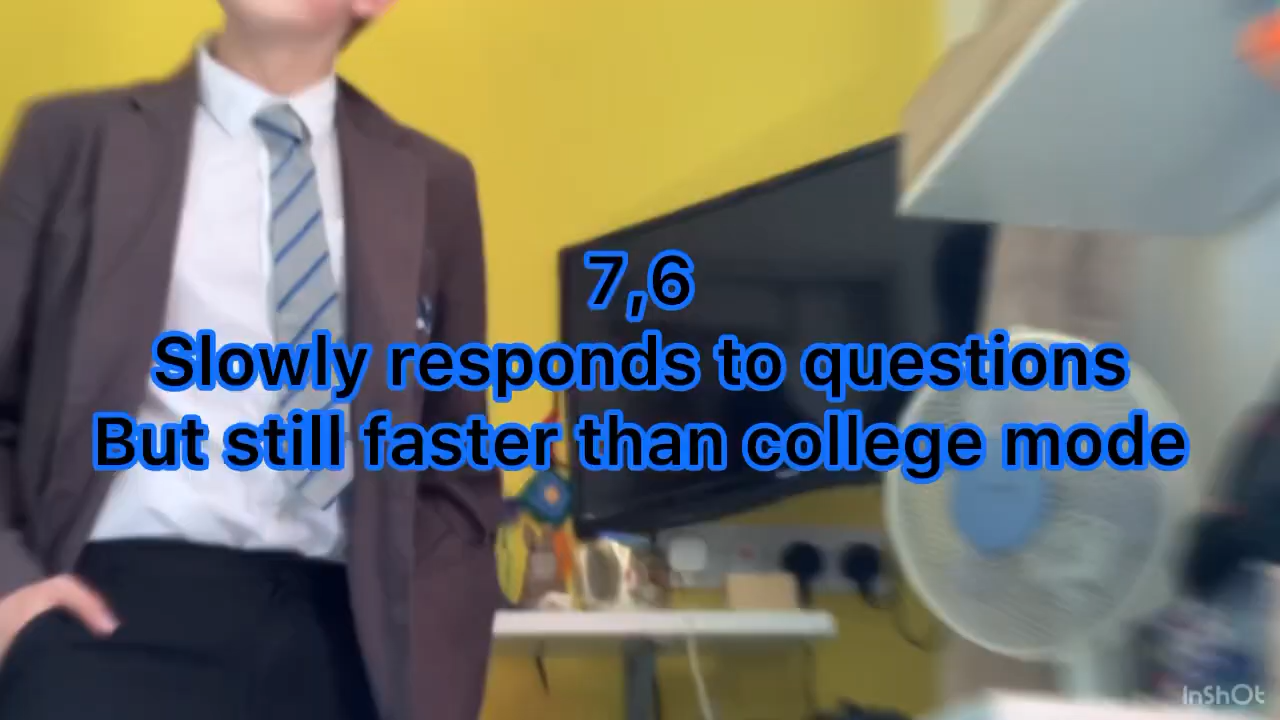 7,6
Slowly responds to questions
But still faster than college mode
InShOt